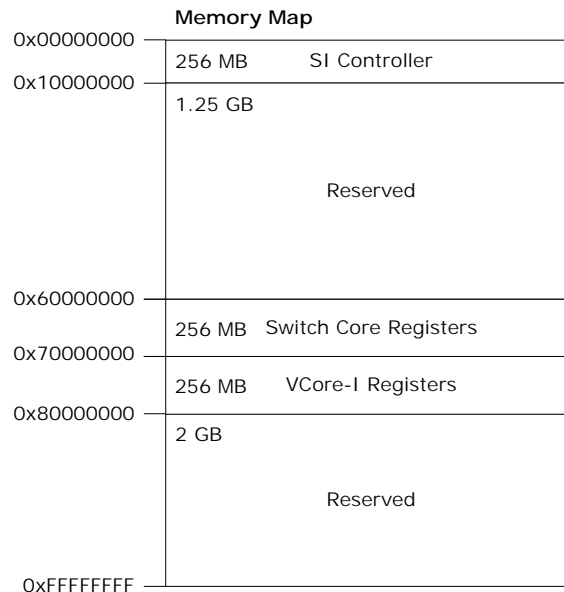 Memory Map
0x00000000
256 MB SI Controller
0x10000000
1.25 GB
Reserved
0x60000000
256 MB Switch Core Registers
0x70000000
256 MB VCore-I Registers
0x80000000
2 GB
Reserved
0xFFFFFFFF